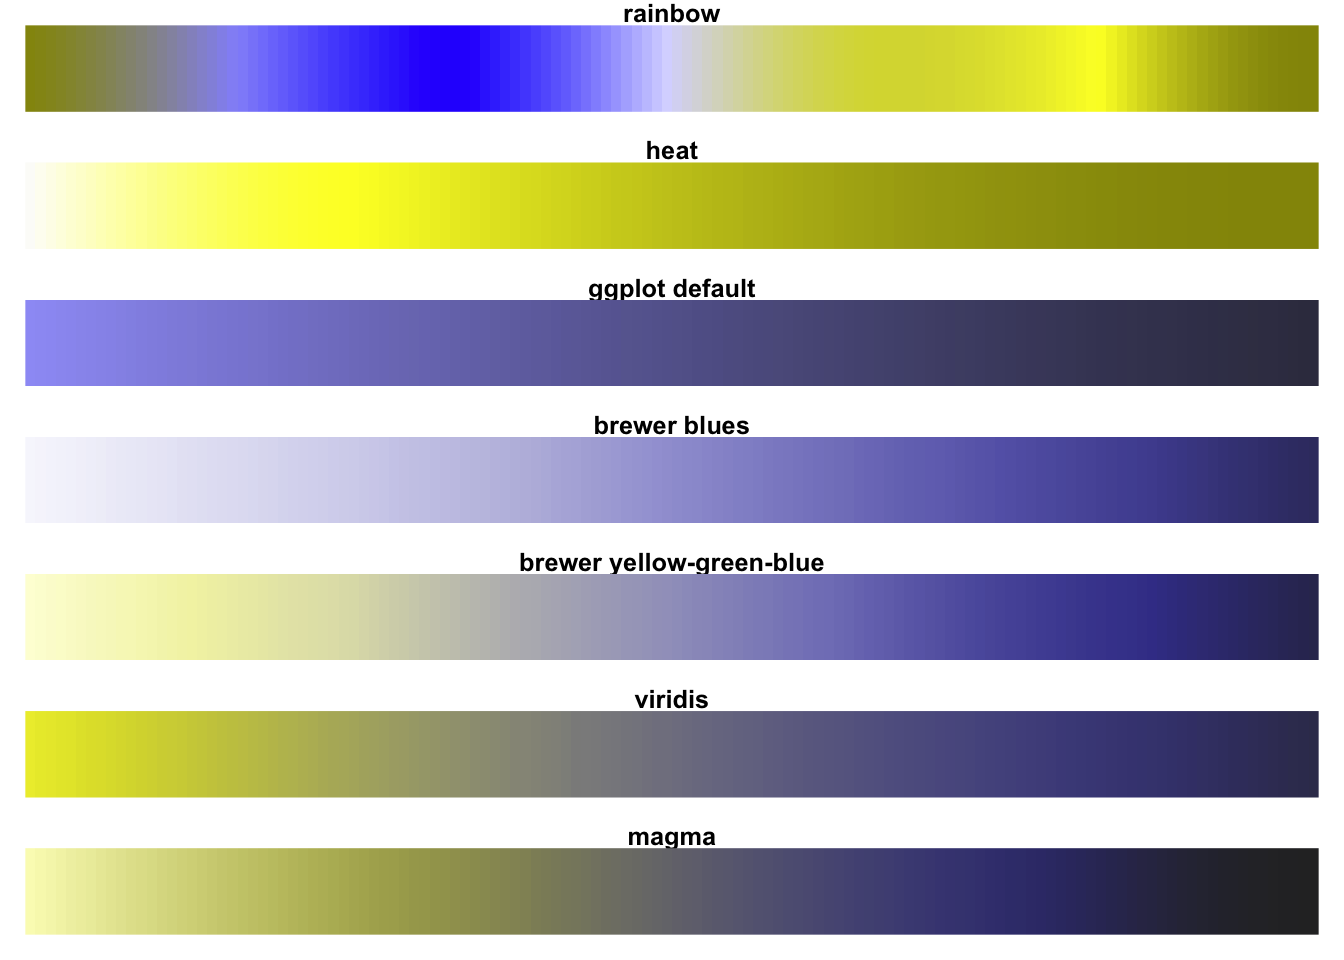 rainbow
heat
ggplot default
brewer blues
brewer yellow-green-blue
viridis
magma